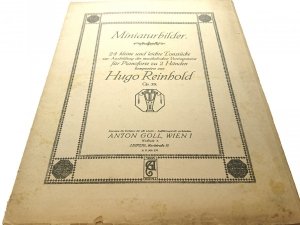 Miniaturbilder.
24 kleine und leichte Tonstücke
zur Ausbildung des musikalischen Vortragssinnes
für Pianoforte zu 2 Händen
komponiert von
Hugo Reinhold
Op. 39.
ANTON GOLL, WIEN I
LEIPZIG,